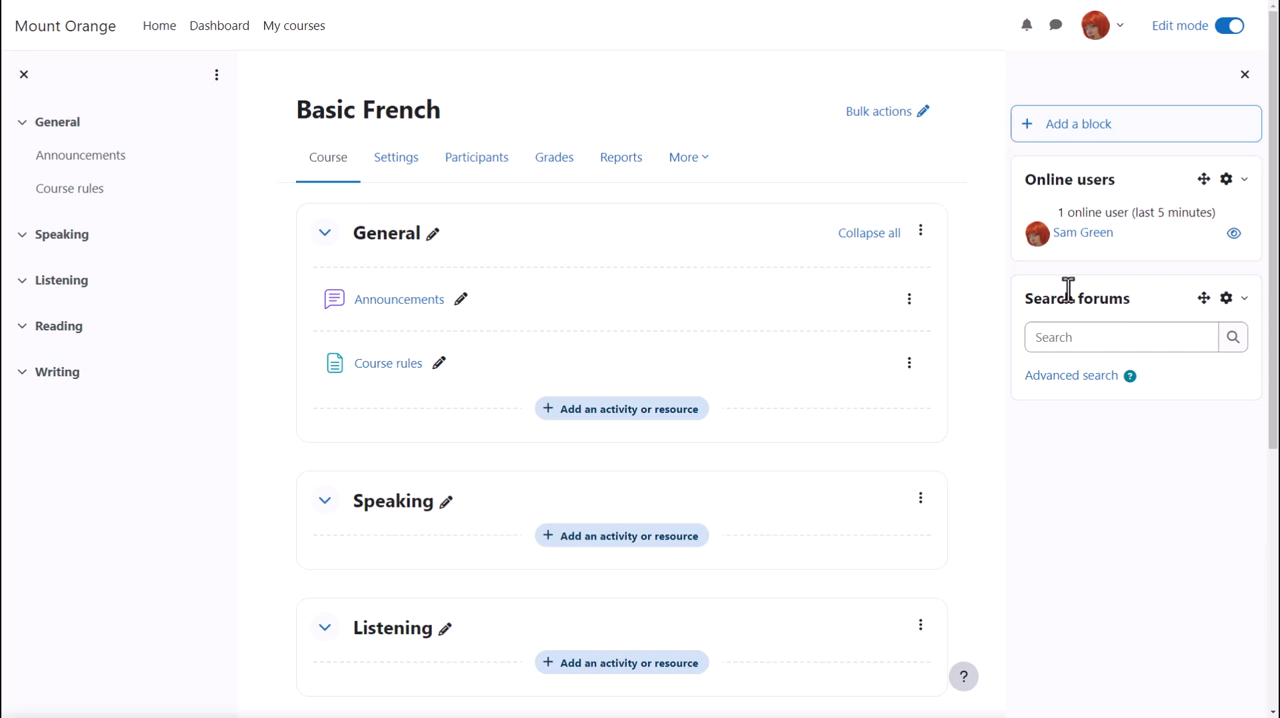 Mount Orange Home Dashboard My courses Edit mode
General
Announcements
Course rules
Speaking
Listening
Reading
Writing
Basic French
Bulk actions
Course Settings Participants Grades Reports More
General
Collapse all
Announcements
Course rules
+ Add an activity or resource
Speaking
+ Add an activity or resource
Listening
+ Add an activity or resource
?
+ Add a block
Online users
1 online user (last 5 minutes)
Sam Green
Search forums
Search
Advanced search ?